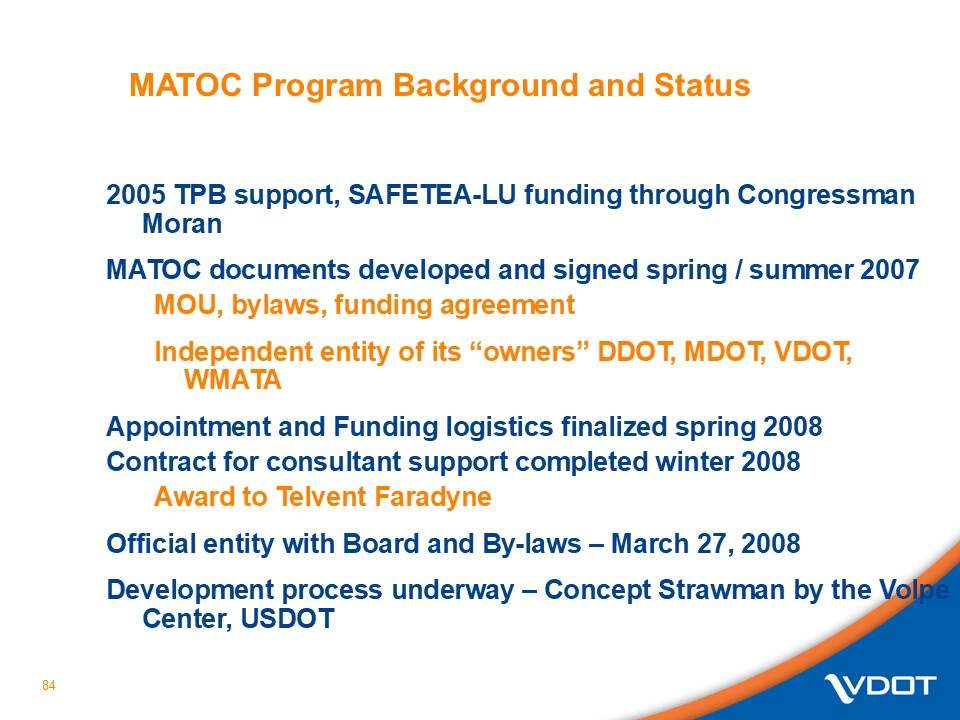 MATOC Program Background and Status
2005 TPB support, SAFETEA-LU funding through Congressman
Moran
MATOC documents developed and signed spring / summer 2007
MOU, bylaws, funding agreement
Independent entity of its “owners” DDOT, MDOT, VDOT,
WMATA
Appointment and Funding logistics finalized spring 2008
Contract for consultant support completed winter 2008
Award to Telvent Faradyne
Official entity with Board and By-laws – March 27, 2008
Development process underway – Concept Strawman by the Volpe
Center, USDOT
84
VDOT